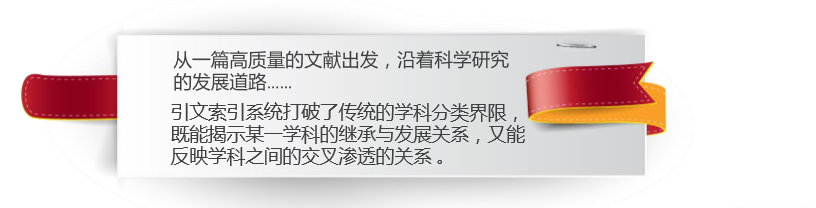 从一篇高质量的文献出发，沿着科学研究
的发展道路......
引文索引系统打破了传统的学科分类界限，
既能揭示某一学科的继承与发展关系，又能
反映学科之间的交叉渗透的关系 。